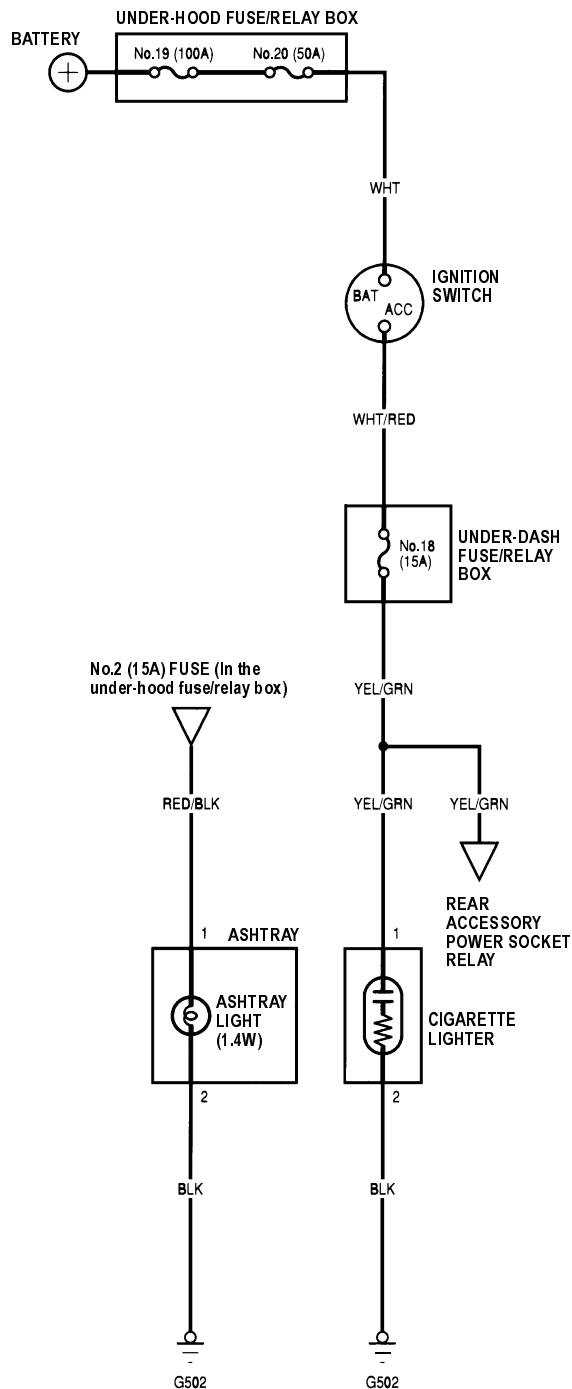 UNDER-HOOD FUSE/RELAY BOX
BATTERY
No.19 (100A)
No.20 (50A)
+
WHT
IGNITION
SWITCH
BAT
ACC
WHT/RED
UNDER-DASH
FUSE/RELAY
BOX
No.18
(15A)
No.2 (15A) FUSE (In the
under-hood fuse/relay box)
YEL/GRN
RED/BLK
YEL/GRN
YEL/GRN
REAR
ACCESSORY
POWER SOCKET
RELAY
1
ASHTRAY
1
ASHTRAY
LIGHT
(1.4W)
CIGARETTE
LIGHTER
2
2
BLK
BLK
G502
G502